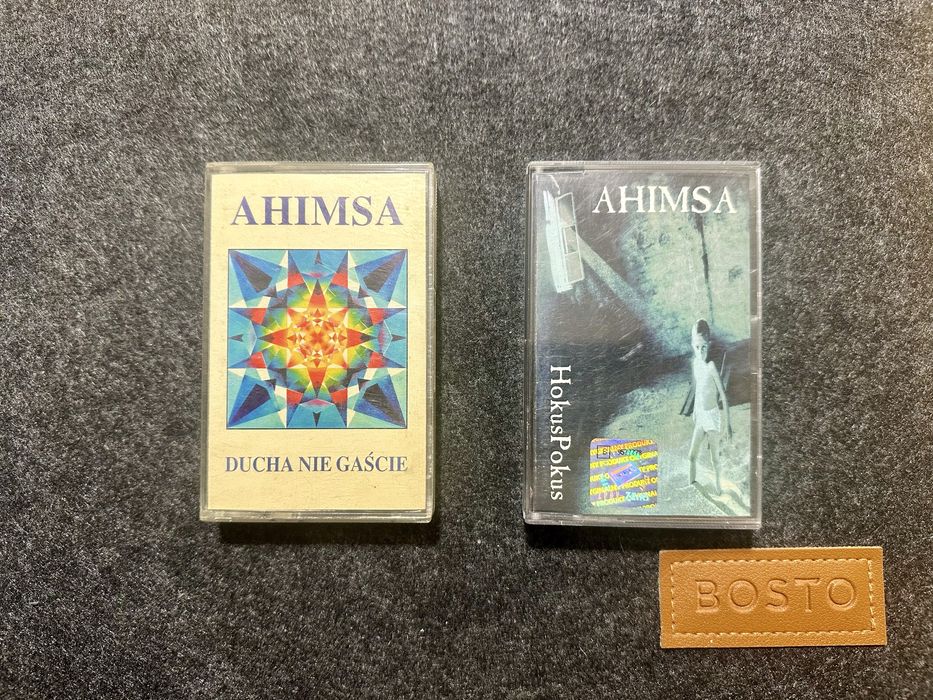 AHIMSA
DUCHA NIE GAŚCIE
AHIMSA
HokusPokus
BOSTO